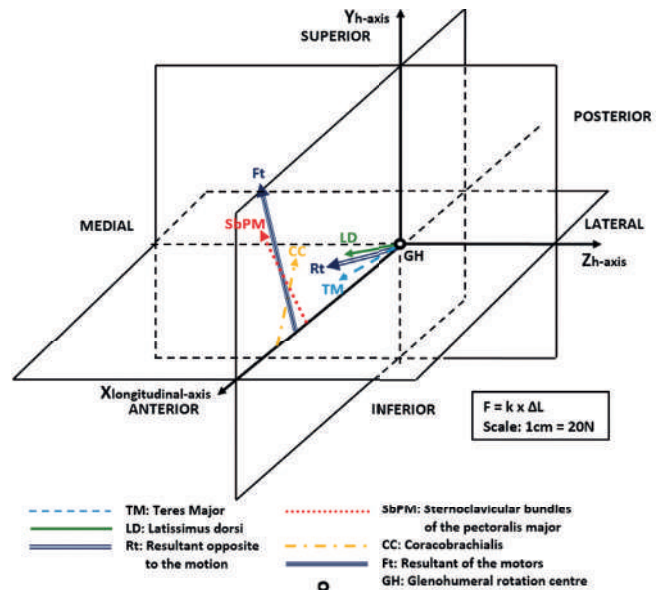 Yh-axis
SUPERIOR
POSTERIOR
Ft
MEDIAL
SbPM
LATERAL
LD
CC
Rt
GH
Zh-axis
TM
Xlongitudinal-axis
ANTERIOR
INFERIOR
F = k x ΔL
Scale: 1cm = 20N
TM: Teres Major
LD: Latissimus dorsi
Rt: Resultant opposite
to the motion
SbPM: Sternoclavicular bundles
of the pectoralis major
CC: Coracobrachialis
Ft: Resultant of the motors
GH: Glenohumeral rotation centre